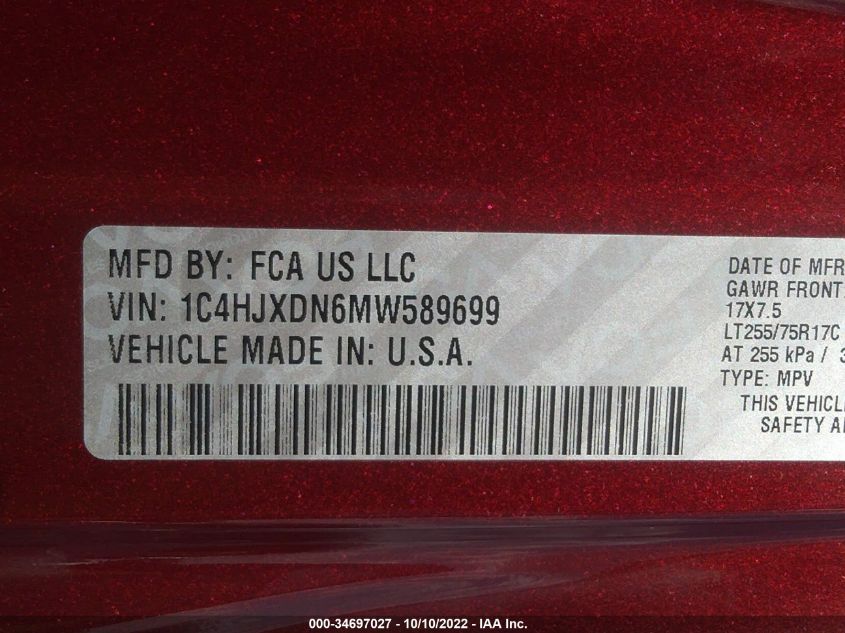 MFD BY: FCA US LLC
VIN: 1C4HJXDN6MW589699
VEHICLE MADE IN: U.S.A.
DATE OF MFR
GAWR FRONT
17X7.5
LT255/75R17C
AT 255 kPa / 3
TYPE: MPV
THIS VEHICL
SAFETY A
000-34697027 - 10/10/2022 - IAA Inc.